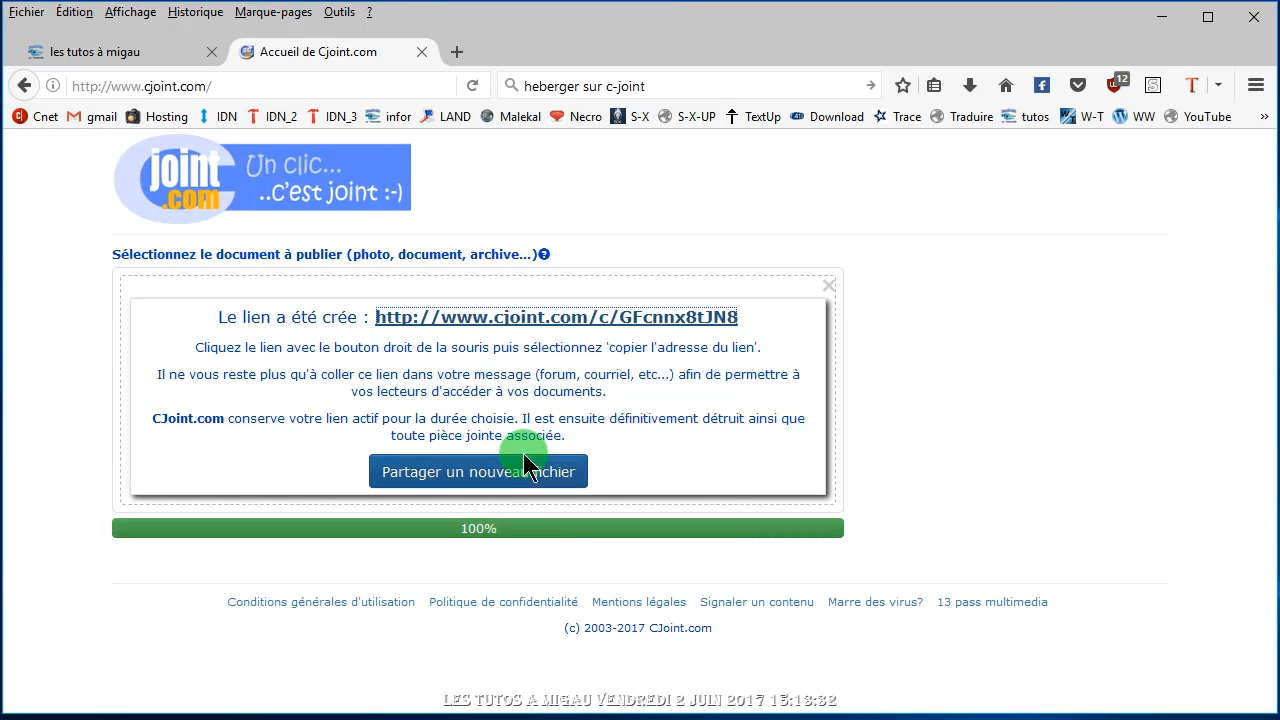 Fichier Édition Affichage Historique Marque-pages Outils ?
les tutos à migau Accueil de Cjoint.com
http://www.cjoint.com/ heberger sur c-joint 12 S T
Cnet gmail Hosting IDN IDN_2 IDN_3 infor LAND Malekal Necro S-X S-X-UP TextUp Download Trace Traduire tutos W-T WW YouTube »
joint .com Un clic...
..c'est joint :-)
Sélectionnez le document à publier (photo, document, archive...)
Le lien a été crée : http://www.cjoint.com/c/GFcnnx8tJN8
Cliquez le lien avec le bouton droit de la souris puis sélectionnez 'copier l'adresse du lien'.
Il ne vous reste plus qu'à coller ce lien dans votre message (forum, courriel, etc...) afin de permettre à
vos lecteurs d'accéder à vos documents.
CJoint.com conserve votre lien actif pour la durée choisie. Il est ensuite définitivement détruit ainsi que
toute pièce jointe associée.
Partager un nouveau fichier
100%
Conditions générales d'utilisation Politique de confidentialité Mentions légales Signaler un contenu Marre des virus? 13 pass multimedia
(c) 2003-2017 CJoint.com
LES TUTOS A MIGAU VENDREDI 2 JUIN 2017 15:13:32